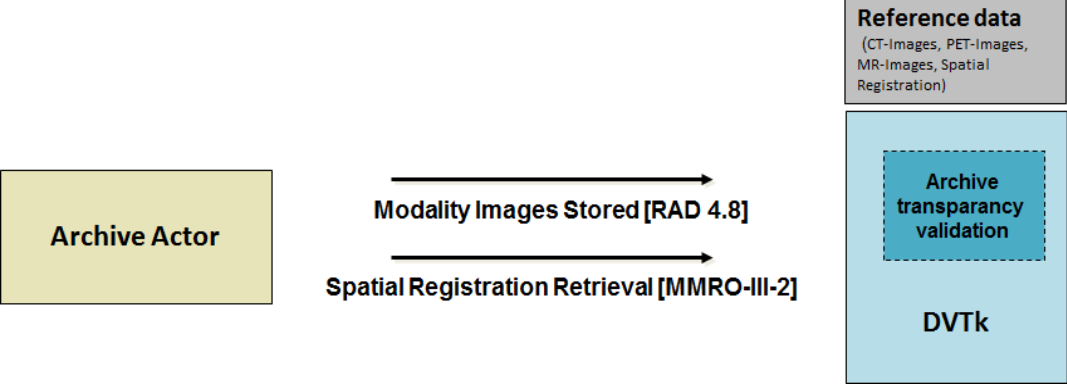 Reference data
(CT-Images, PET-Images,
MR-Images, Spatial
Registration)
Archive Actor
Modality Images Stored [RAD 4.8]
Spatial Registration Retrieval [MMRO-III-2]
Archive
transparancy
validation
DVTk